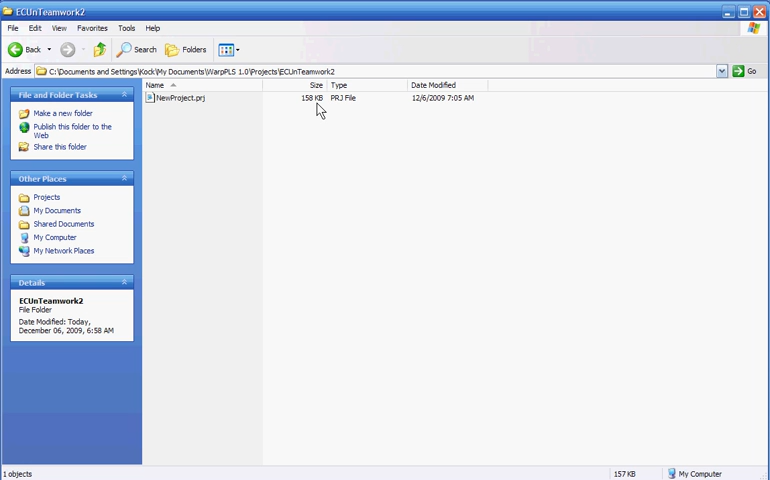 ECUnTeamwork2
File Edit View Favorites Tools Help
Back Search Folders
Address C:\Documents and Settings\Kock\My Documents\WarpPLS 1.0\Projects\ECUnTeamwork2 Go
File and Folder Tasks
Make a new folder
Publish this folder to the
Web
Share this folder
Other Places
Projects
My Documents
Shared Documents
My Computer
My Network Places
Details
ECUnTeamwork2
File Folder
Date Modified: Today,
December 06, 2009, 6:58 AM
Name Size Type Date Modified
NewProject.prj 158 KB PRJ File 12/6/2009 7:05 AM
1 objects 157 KB My Computer